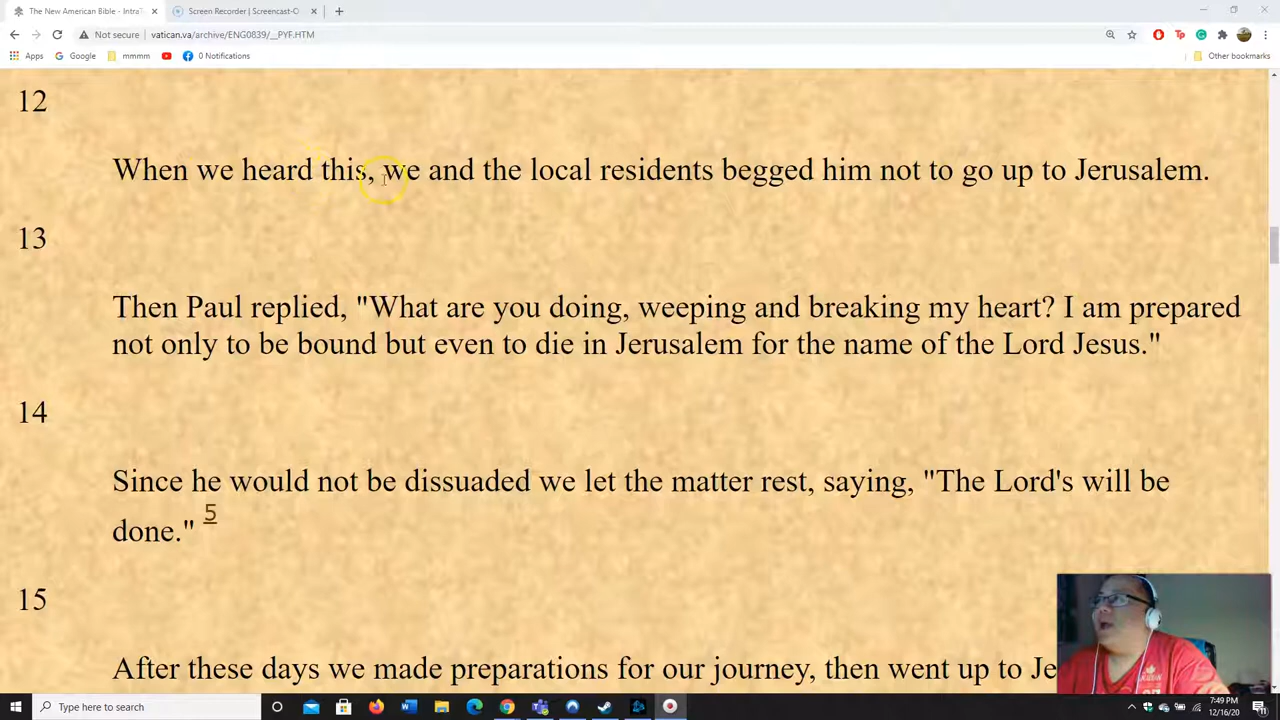 The New American Bible - IntraTe
Screen Recorder | Screencast-O
Not secure | vatican.va/archive/ENG0839/__PYF.HTM
Apps Google mmmm 0 Notifications Other bookmarks
12
When we heard this, we and the local residents begged him not to go up to Jerusalem.
13
Then Paul replied, "What are you doing, weeping and breaking my heart? I am prepared
not only to be bound but even to die in Jerusalem for the name of the Lord Jesus."
14
Since he would not be dissuaded we let the matter rest, saying, "The Lord's will be
done." 5
15
After these days we made preparations for our journey, then went up to Je
Type here to search
7:49 PM
12/16/20